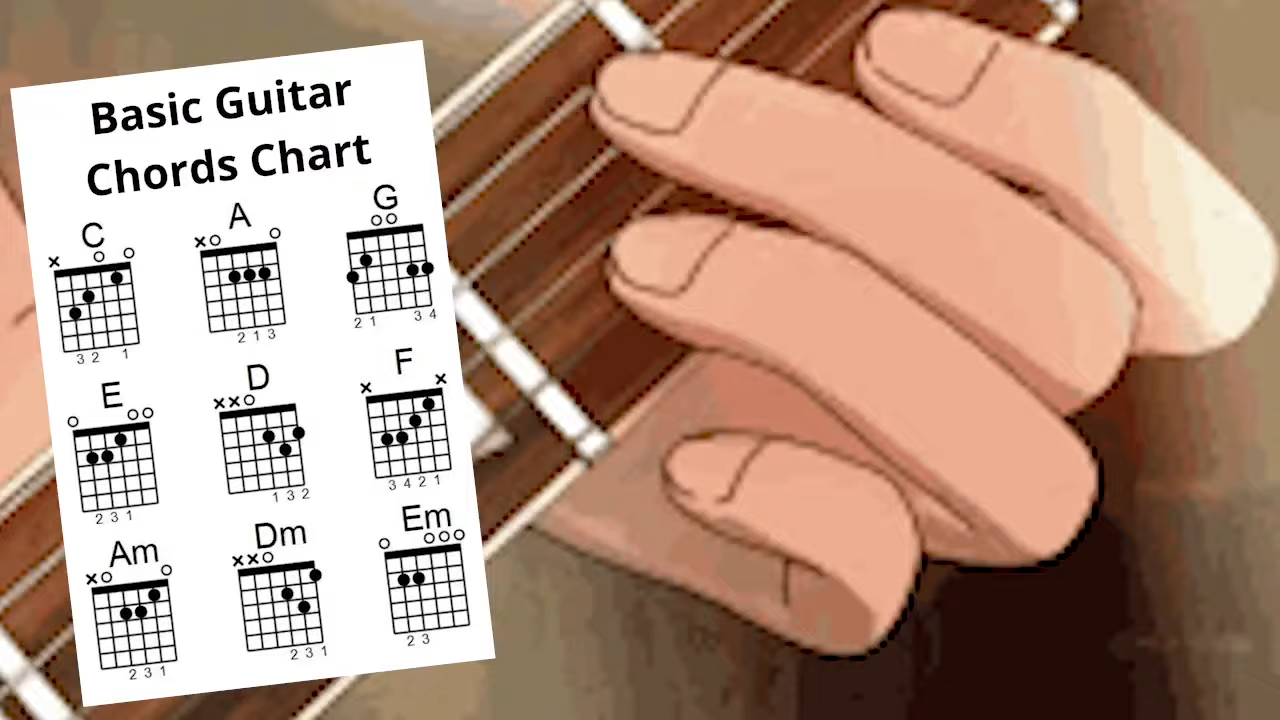 Basic Guitar
Chords Chart
C A G
x o o x o o o o
3 2 1 2 1 3 2 1 3 4
E D F
o o o x x o x x
2 3 1 1 3 2 3 4 2 1
Am Dm Em
x o o x x o o o o o
2 3 1 2 3 1 2 3